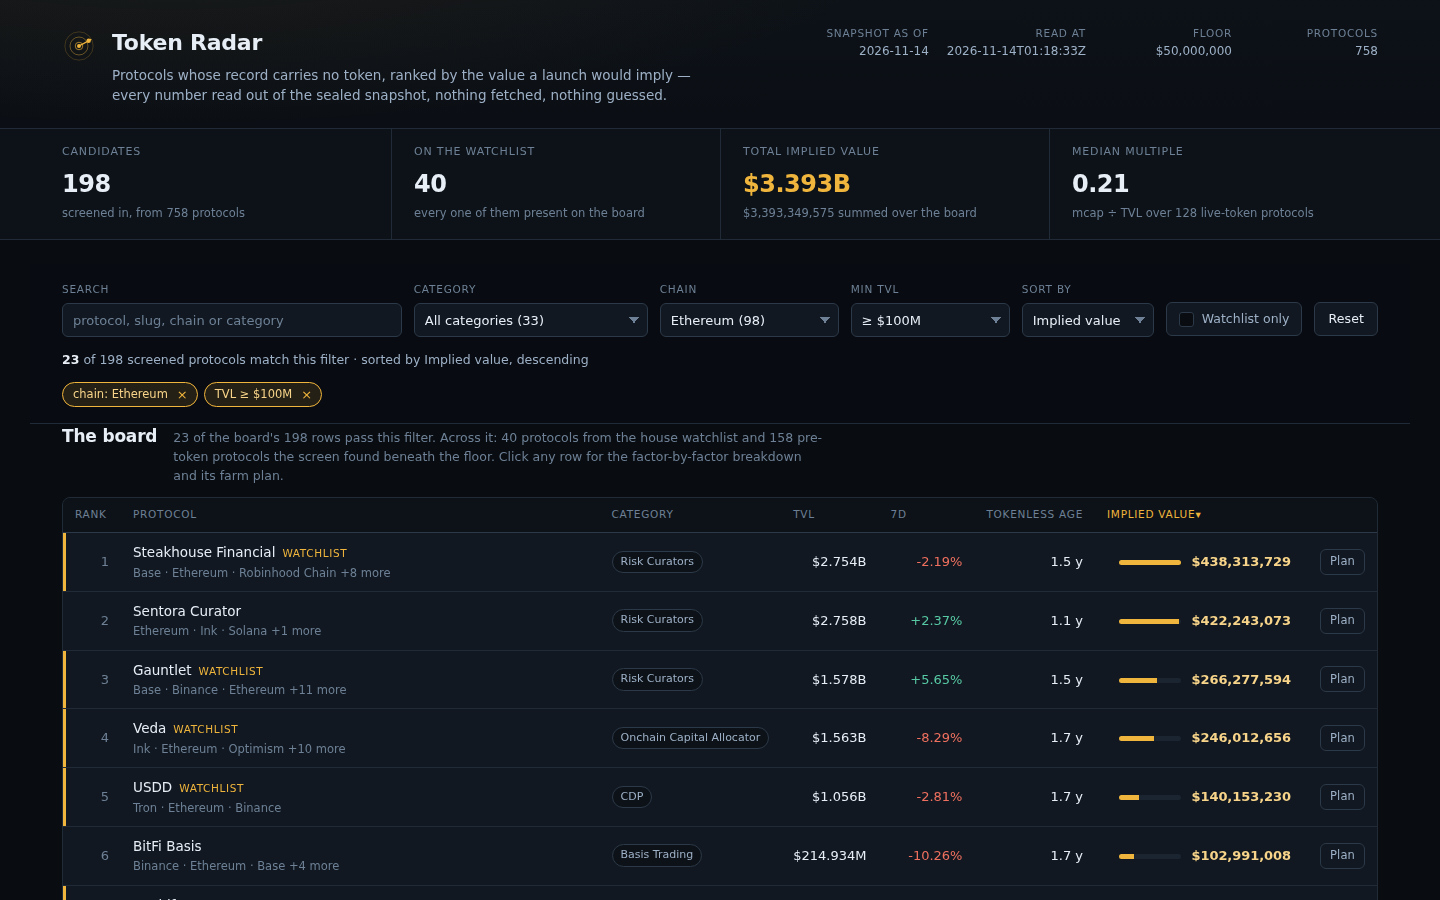 Token Radar
Protocols whose record carries no token, ranked by the value a launch would imply —
every number read out of the sealed snapshot, nothing fetched, nothing guessed.
SNAPSHOT AS OF
2026-11-14
READ AT
2026-11-14T01:18:33Z
FLOOR
$50,000,000
PROTOCOLS
758
CANDIDATES
198
screened in, from 758 protocols
ON THE WATCHLIST
40
every one of them present on the board
TOTAL IMPLIED VALUE
$3.393B
$3,393,349,575 summed over the board
MEDIAN MULTIPLE
0.21
mcap ÷ TVL over 128 live-token protocols
SEARCH
protocol, slug, chain or category
CATEGORY
All categories (33)
CHAIN
Ethereum (98)
MIN TVL
≥ $100M
SORT BY
Implied value
Watchlist only
Reset
23 of 198 screened protocols match this filter · sorted by Implied value, descending
chain: Ethereum ×
TVL ≥ $100M ×
The board
23 of the board's 198 rows pass this filter. Across it: 40 protocols from the house watchlist and 158 pre-
token protocols the screen found beneath the floor. Click any row for the factor-by-factor breakdown
and its farm plan.
RANK PROTOCOL CATEGORY TVL 7D TOKENLESS AGE IMPLIED VALUE▾
1 Steakhouse Financial WATCHLIST Risk Curators $2.754B -2.19% 1.5 y $438,313,729 Plan
Base · Ethereum · Robinhood Chain +8 more
2 Sentora Curator Risk Curators $2.758B +2.37% 1.1 y $422,243,073 Plan
Ethereum · Ink · Solana +1 more
3 Gauntlet WATCHLIST Risk Curators $1.578B +5.65% 1.5 y $266,277,594 Plan
Base · Binance · Ethereum +11 more
4 Veda WATCHLIST Onchain Capital Allocator $1.563B -8.29% 1.7 y $246,012,656 Plan
Ink · Ethereum · Optimism +10 more
5 USDD WATCHLIST CDP $1.056B -2.81% 1.7 y $140,153,230 Plan
Tron · Ethereum · Binance
6 BitFi Basis Basis Trading $214.934M -10.26% 1.7 y $102,991,008 Plan
Binance · Ethereum · Base +4 more